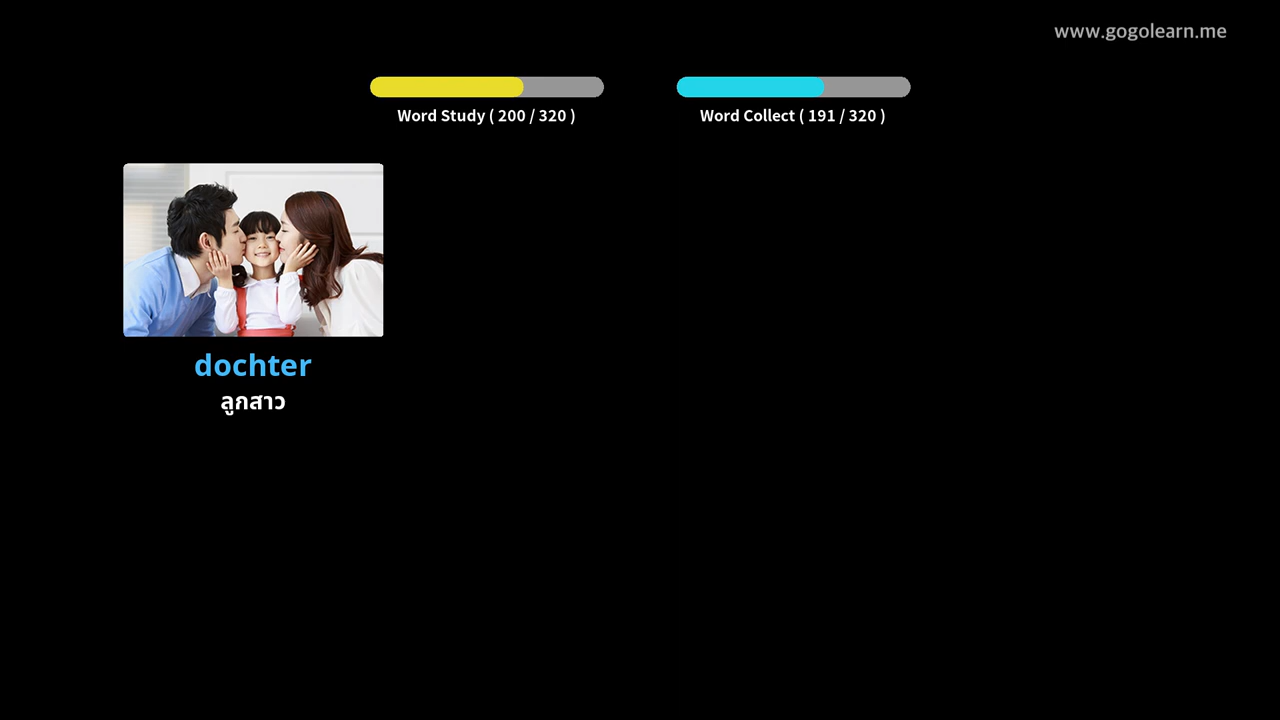 www.gogolearn.me
Word Study ( 200 / 320 )
Word Collect ( 191 / 320 )
dochter
ลูกสาว